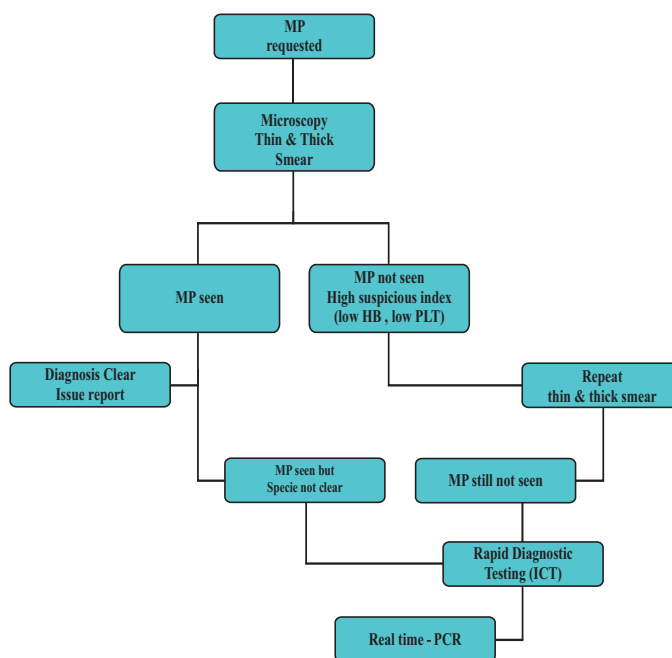 MP
requested
Microscopy
Thin & Thick
Smear
MP seen
MP not seen
High suspicious index
(low HB , low PLT)
Diagnosis Clear
Issue report
Repeat
thin & thick smear
MP seen but
Specie not clear
MP still not seen
Rapid Diagnostic
Testing (ICT)
Real time - PCR